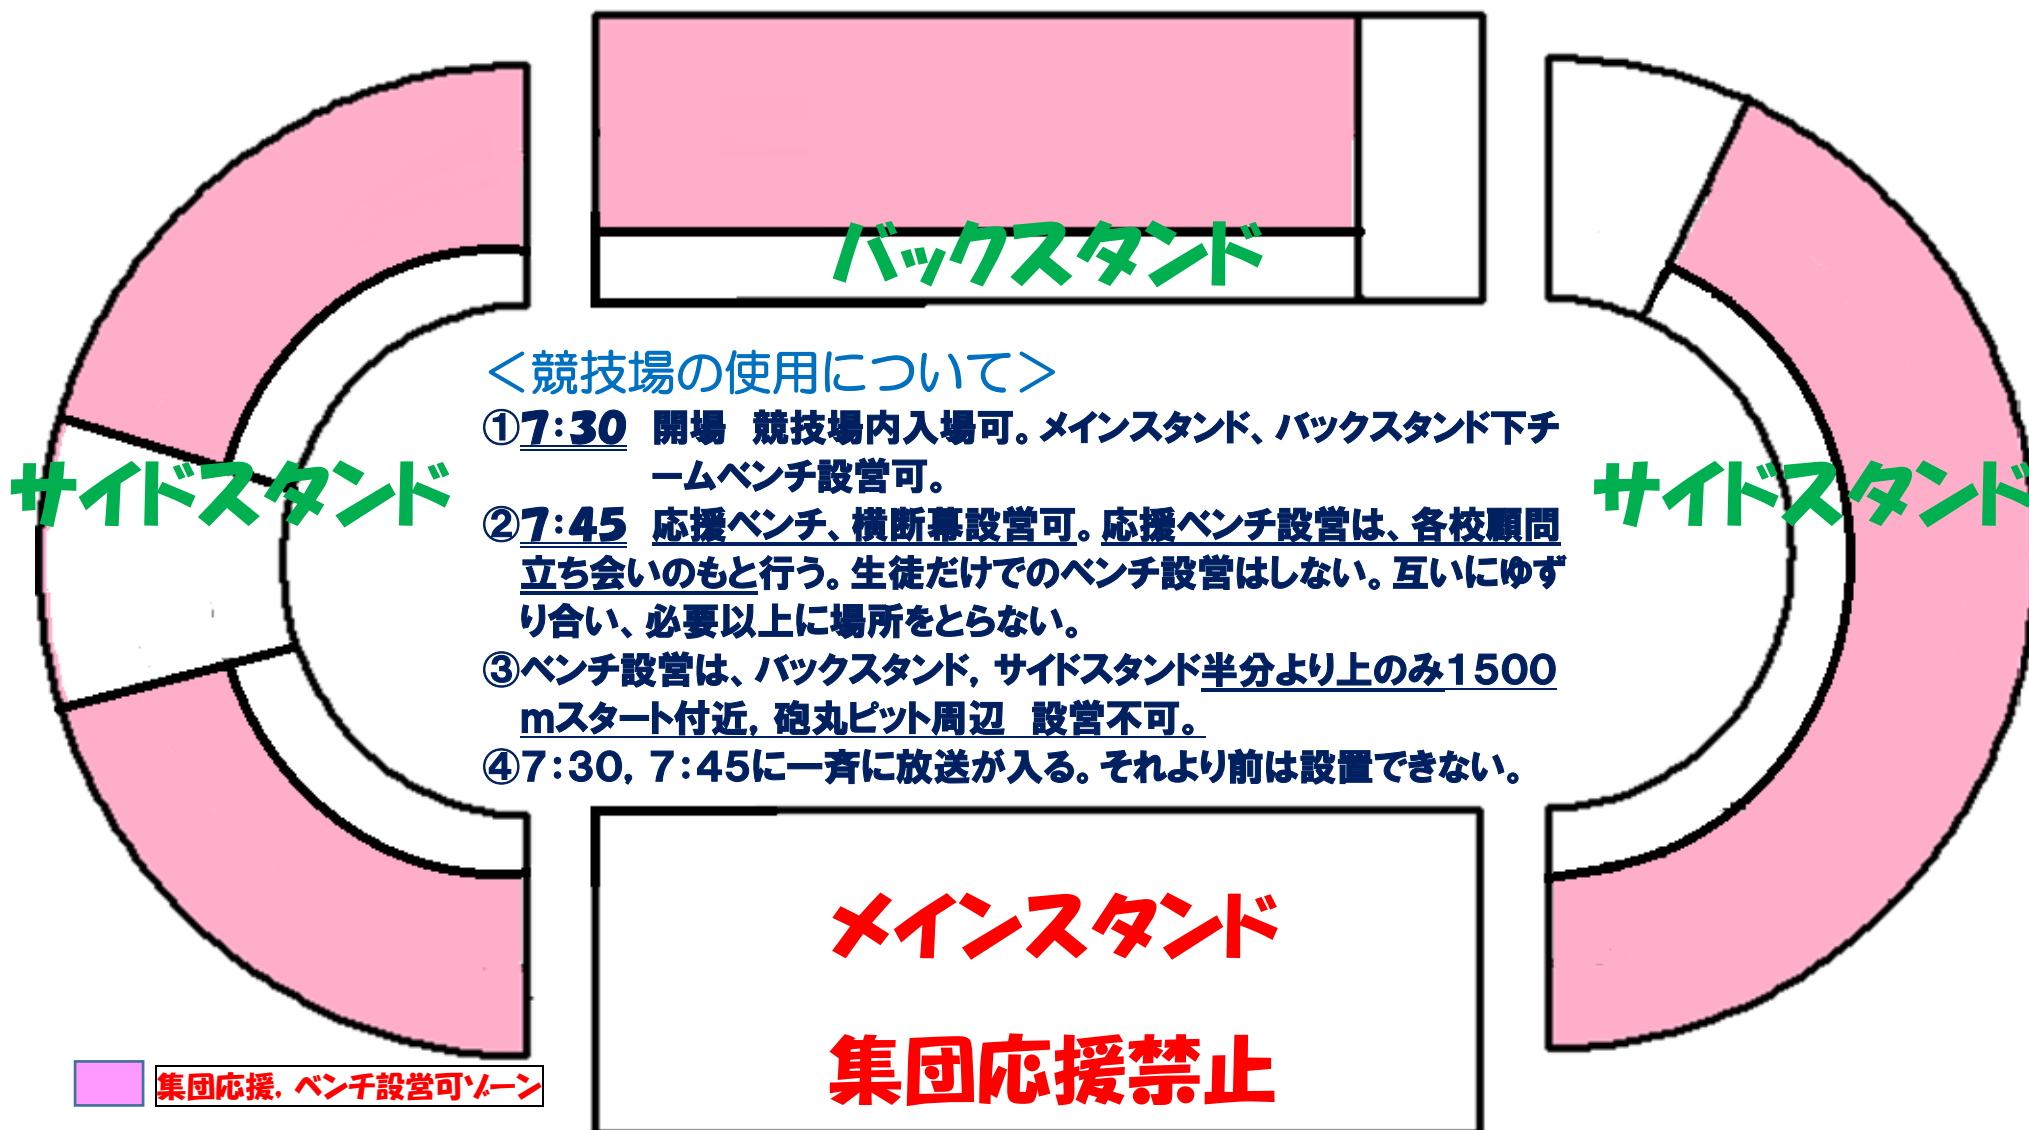 バックスタンド
<競技場の使用について>
①7:30 開場 競技場内入場可。メインスタンド、バックスタンド下チ
ームベンチ設営可。
サイドスタンド
サイドスタンド
②7:45 応援ベンチ、横断幕設営可。応援ベンチ設営は、各校顧問
立ち会いのもと行う。生徒だけでのベンチ設営はしない。互いにゆず
り合い、必要以上に場所をとらない。
③ベンチ設営は、バックスタンド,サイドスタンド半分より上のみ1500
mスタート付近,砲丸ピット周辺 設営不可。
④7:30,7:45に一斉に放送が入る。それより前は設置できない。
メインスタンド
集団応援禁止
集団応援,ベンチ設営可ゾーン